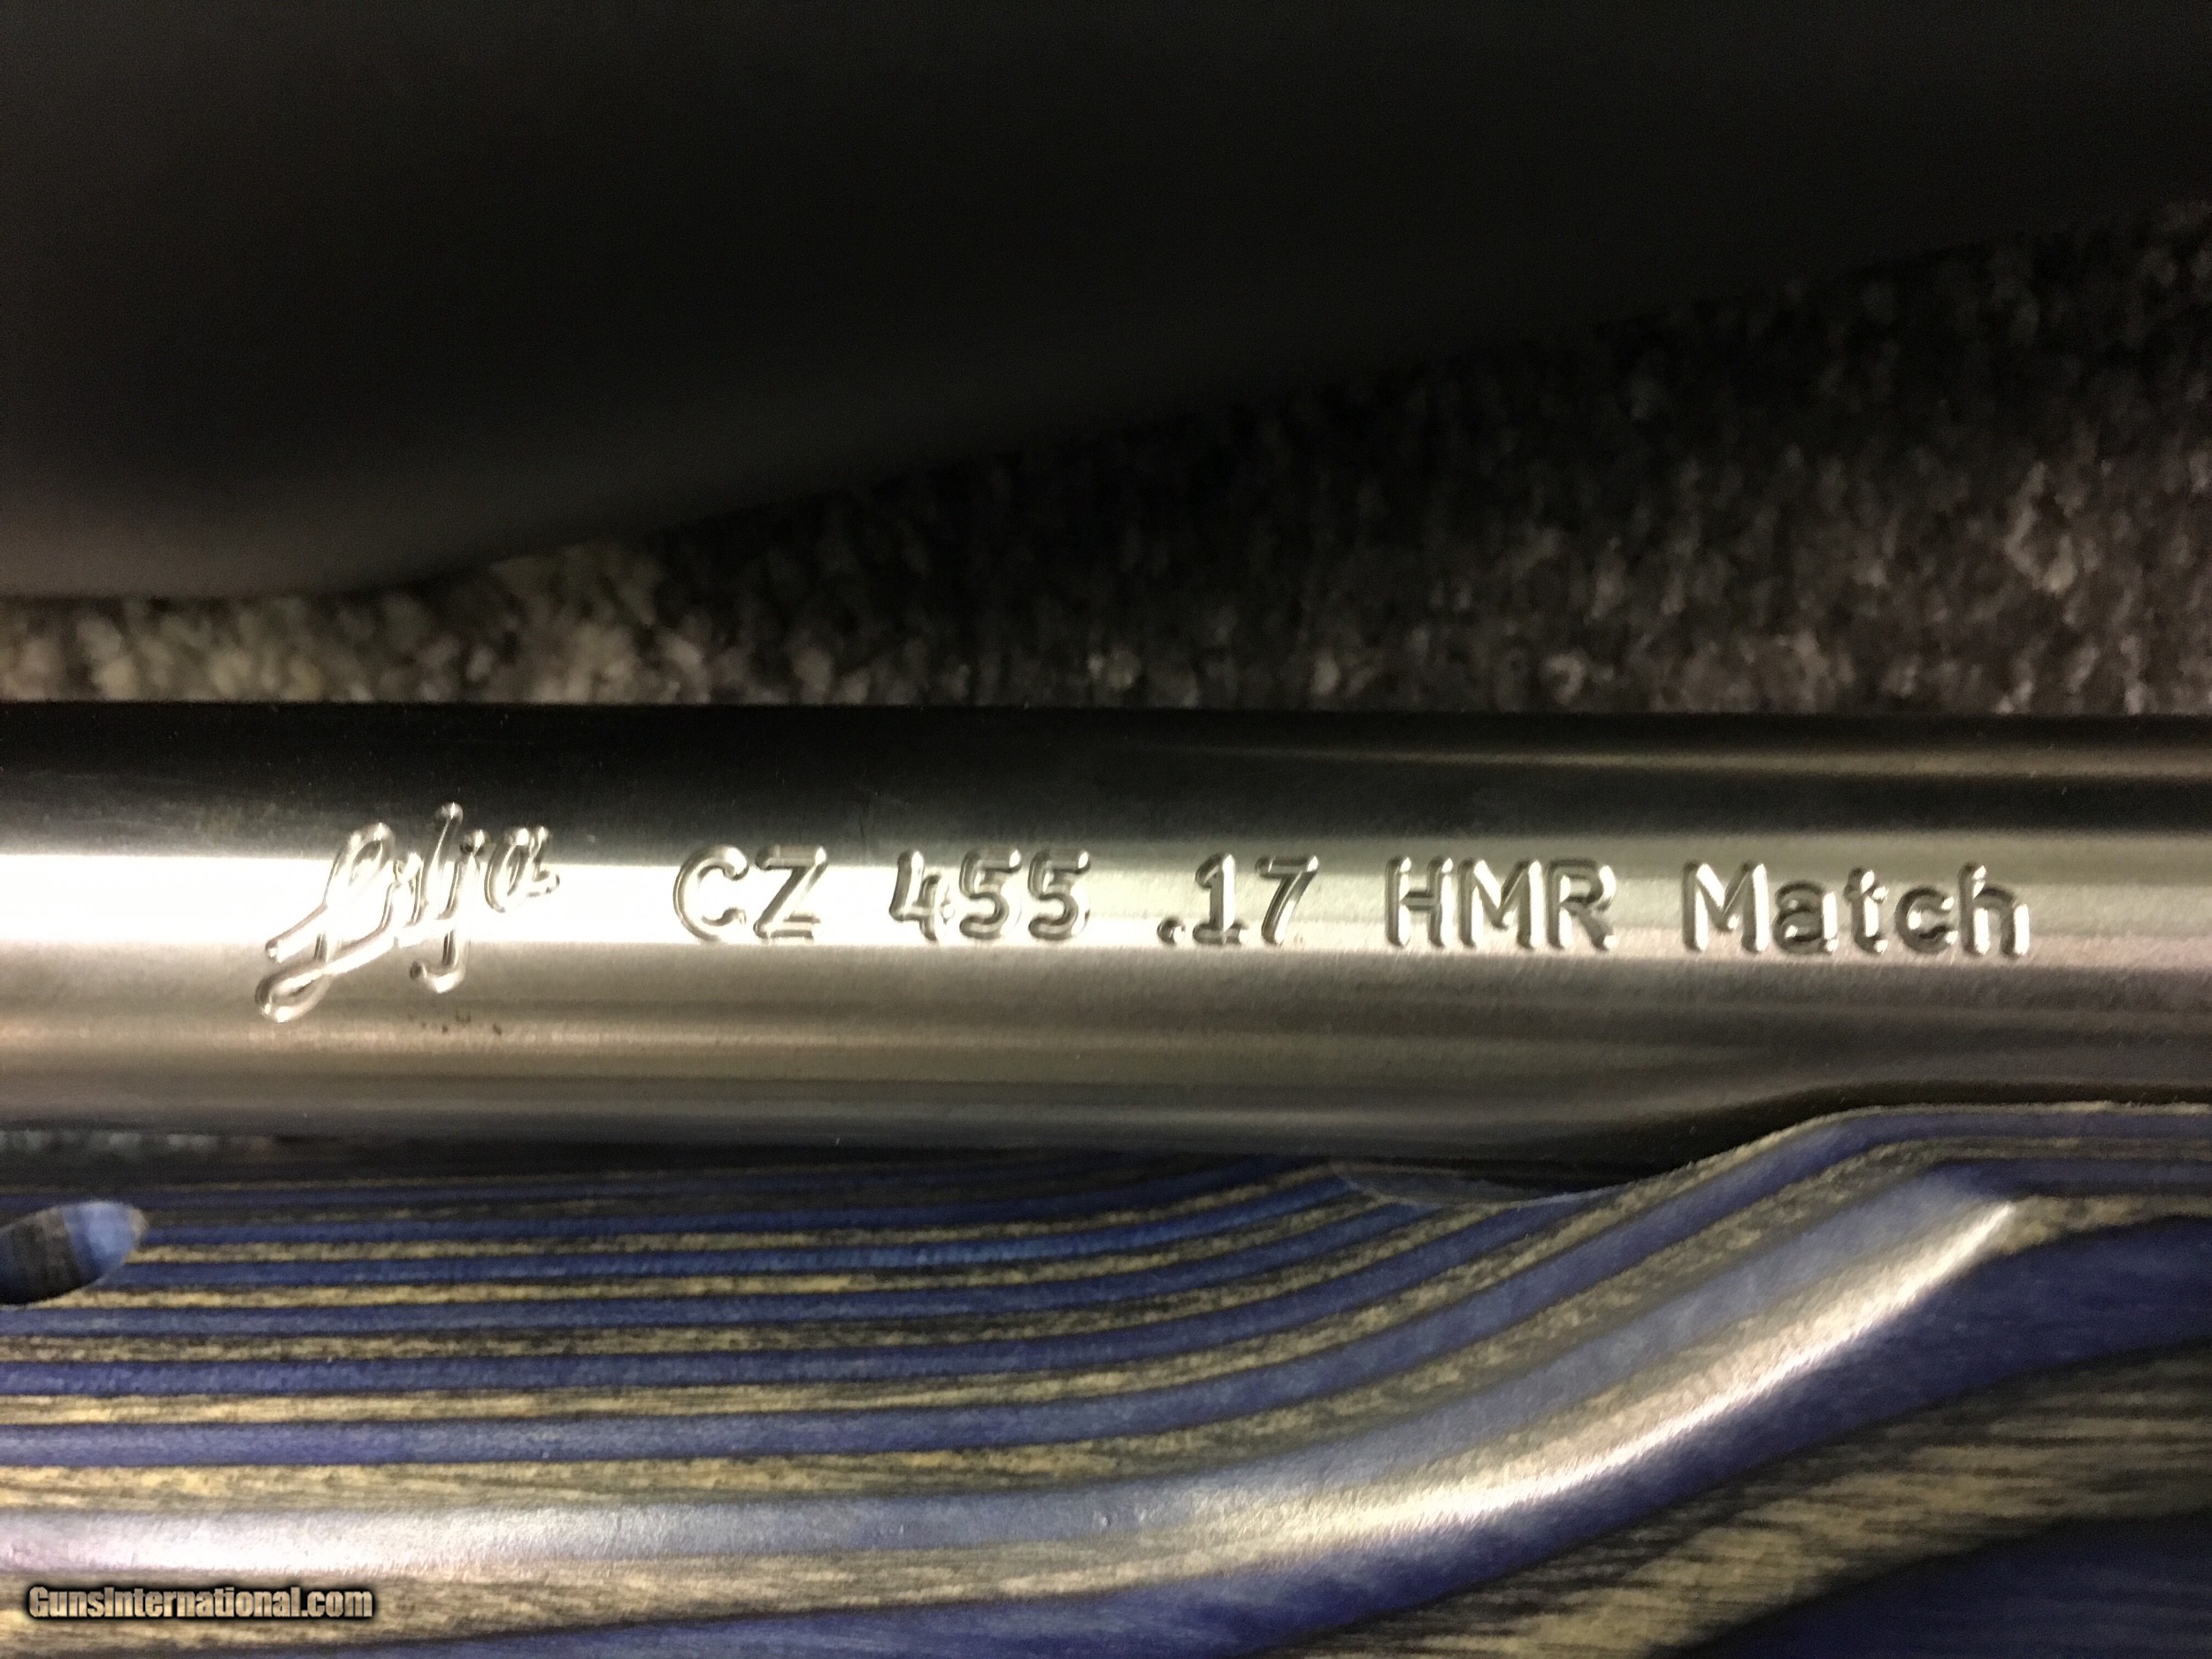 Lilja CZ 455 .17 HMR Match
GunsInternational.com